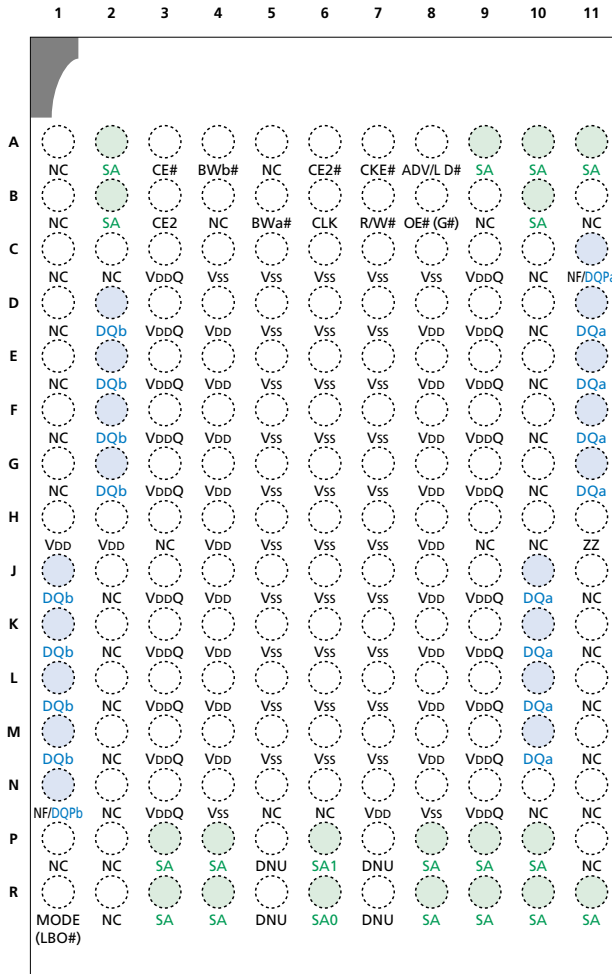 1 2 3 4 5 6 7 8 9 10 11
A
NC SA CE# BWb# NC CE2# CKE# ADV/L D# SA SA SA
B
NC SA CE2 NC BWa# CLK R/W# OE# (G#) NC SA NC
C
NC NC VDDQ VSS VSS VSS VSS VSS VDDQ NC NF/DQPa
D
NC DQb VDDQ VDD VSS VSS VSS VDD VDDQ NC DQa
E
NC DQb VDDQ VDD VSS VSS VSS VDD VDDQ NC DQa
F
NC DQb VDDQ VDD VSS VSS VSS VDD VDDQ NC DQa
G
NC DQb VDDQ VDD VSS VSS VSS VDD VDDQ NC DQa
H
VDD VDD NC VDD VSS VSS VSS VDD NC NC ZZ
J
DQb NC VDDQ VDD VSS VSS VSS VDD VDDQ DQa NC
K
DQb NC VDDQ VDD VSS VSS VSS VDD VDDQ DQa NC
L
DQb NC VDDQ VDD VSS VSS VSS VDD VDDQ DQa NC
M
DQb NC VDDQ VDD VSS VSS VSS VDD VDDQ DQa NC
N
NF/DQPb NC VDDQ VSS NC NC VDD VSS VDDQ NC NC
P
NC NC SA SA DNU SA1 DNU SA SA SA NC
R
MODE NC SA SA DNU SA0 DNU SA SA SA SA
(LBO#)